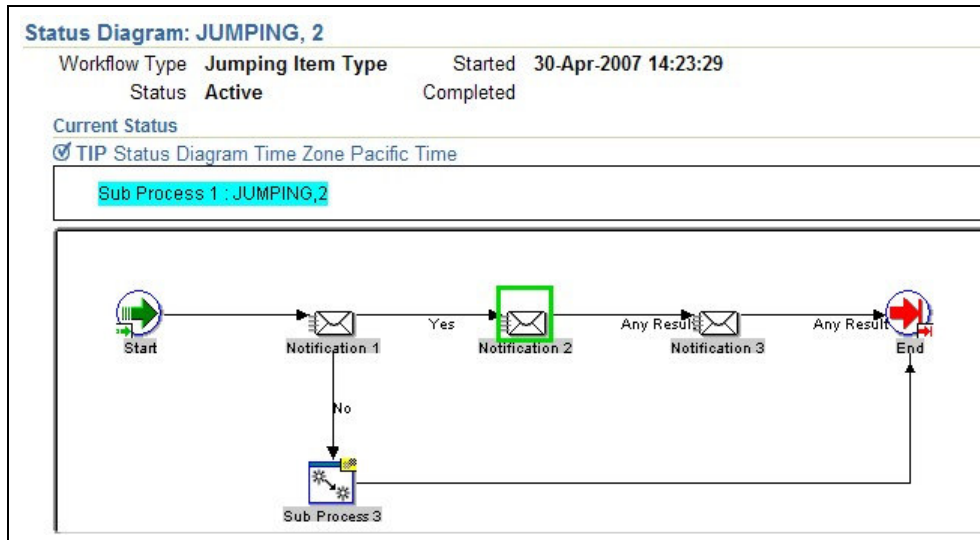 Status Diagram: JUMPING, 2
Workflow Type Jumping Item Type Started 30-Apr-2007 14:23:29
Status Active Completed
Current Status
TIP Status Diagram Time Zone Pacific Time
Sub Process 1 : JUMPING,2
Yes Any Result Any Result
Start Notification 1 Notification 2 Notification 3 End
No
Sub Process 3